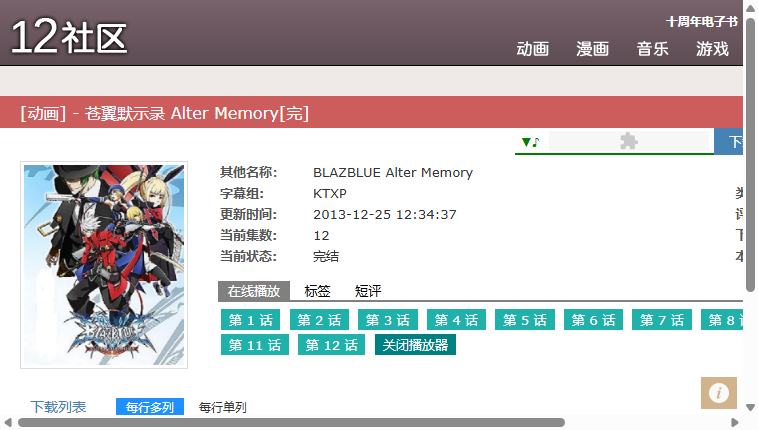 12社区
十周年电子书
动画 漫画 音乐 游戏
[动画] - 苍翼默示录 Alter Memory[完]
▼♪
其他名称： BLAZBLUE Alter Memory
字幕组： KTXP
更新时间： 2013-12-25 12:34:37
当前集数： 12
当前状态： 完结
BLAZBLUE
在线播放 标签 短评
第 1 话 第 2 话 第 3 话 第 4 话 第 5 话 第 6 话 第 7 话 第 8
第 11 话 第 12 话 关闭播放器
下载列表 每行多列 每行单列